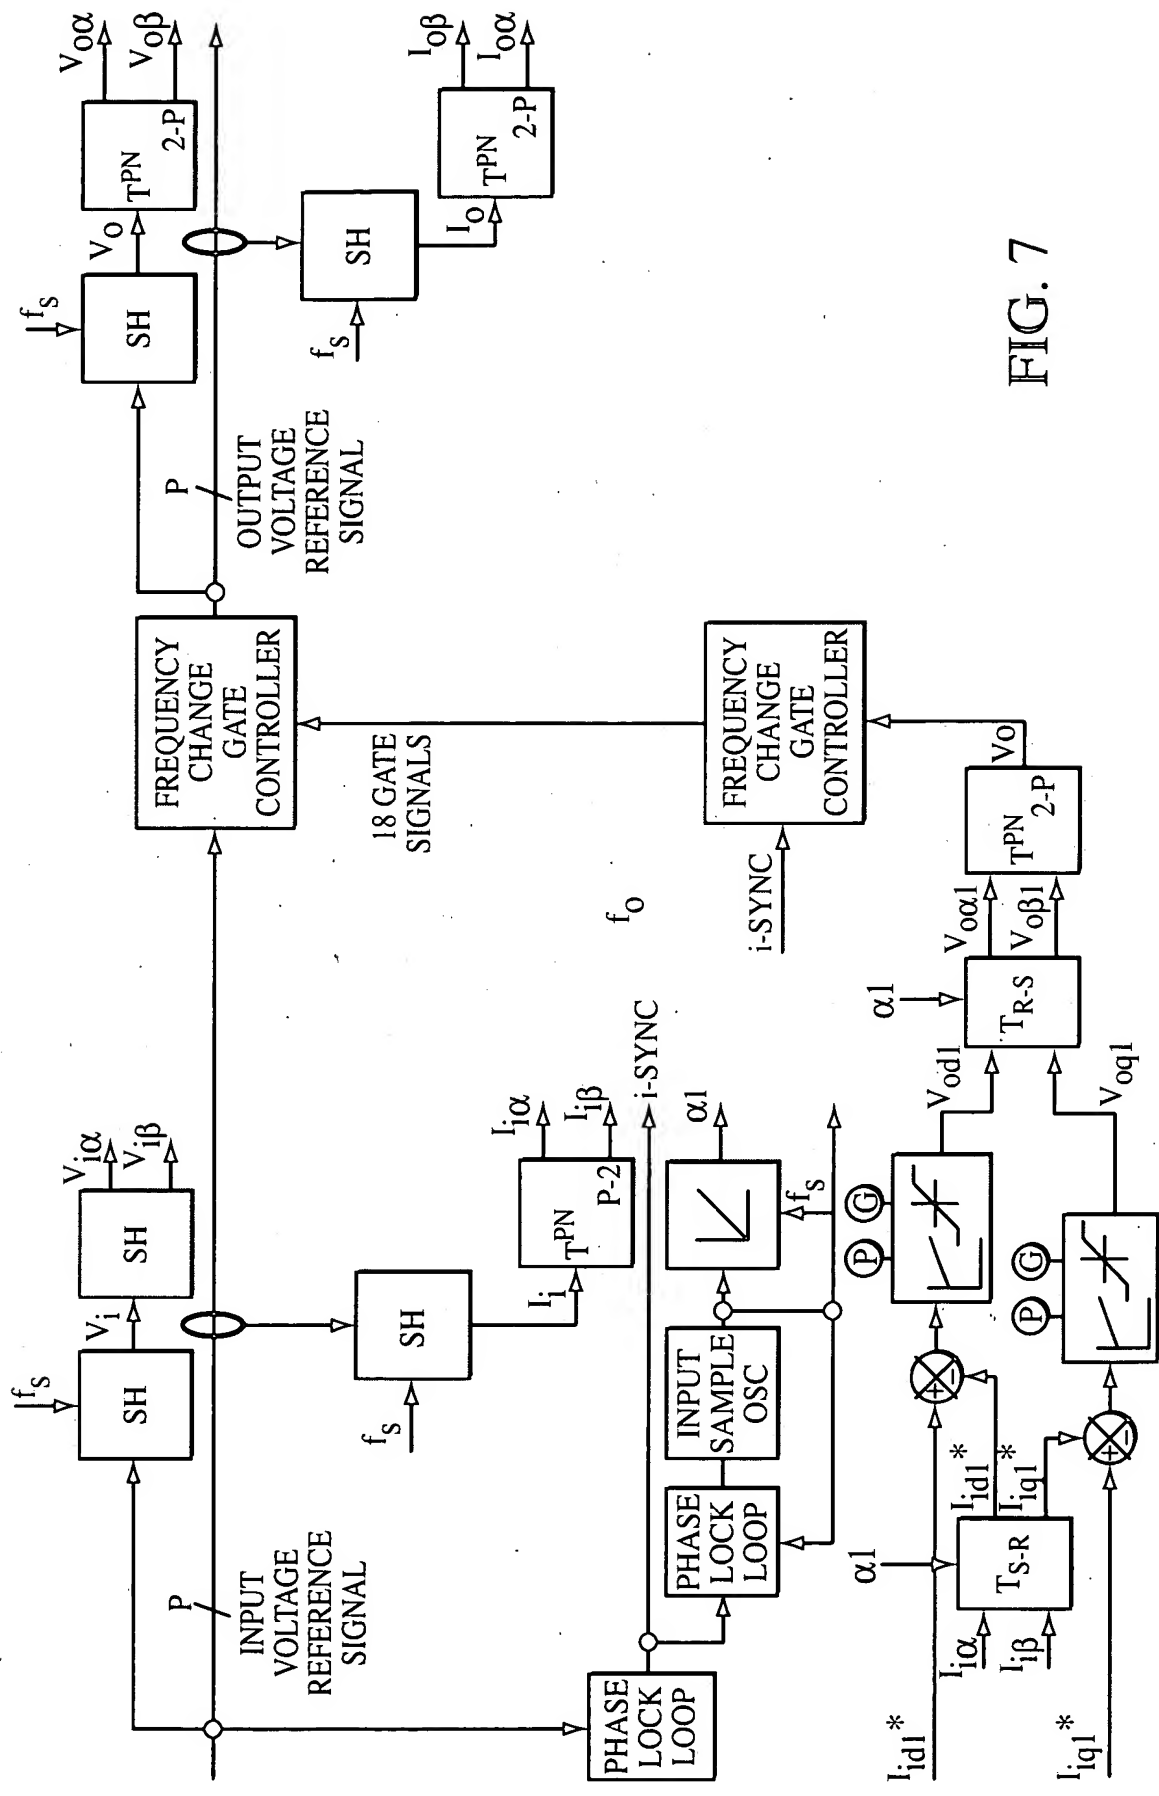 f_s
SH
V_i
SH
V_iα
V_iβ
P
INPUT
VOLTAGE
REFERENCE
SIGNAL
f_s
SH
I_i
T^PN
P-2
I_iα
I_iβ
FREQUENCY
CHANGE
GATE
CONTROLLER
18 GATE
SIGNALS
P
OUTPUT
VOLTAGE
REFERENCE
SIGNAL
f_s
SH
V_o
T^PN
2-P
V_oα
V_oβ
f_s
SH
I_o
T^PN
2-P
I_oβ
I_oα
PHASE
LOCK
LOOP
i-SYNC
PHASE
LOCK
LOOP
INPUT
SAMPLE
OSC
α1
f_s
f_o
i-SYNC
FREQUENCY
CHANGE
GATE
CONTROLLER
I_id1*
α1
I_iα
I_iβ
T_S-R
I_id1*
I_iq1*
+
−
P
G
V_od1
I_iq1*
+
−
P
G
V_oq1
α1
T_R-S
V_oα1
V_oβ1
T^PN
2-P
Vo
FIG. 7